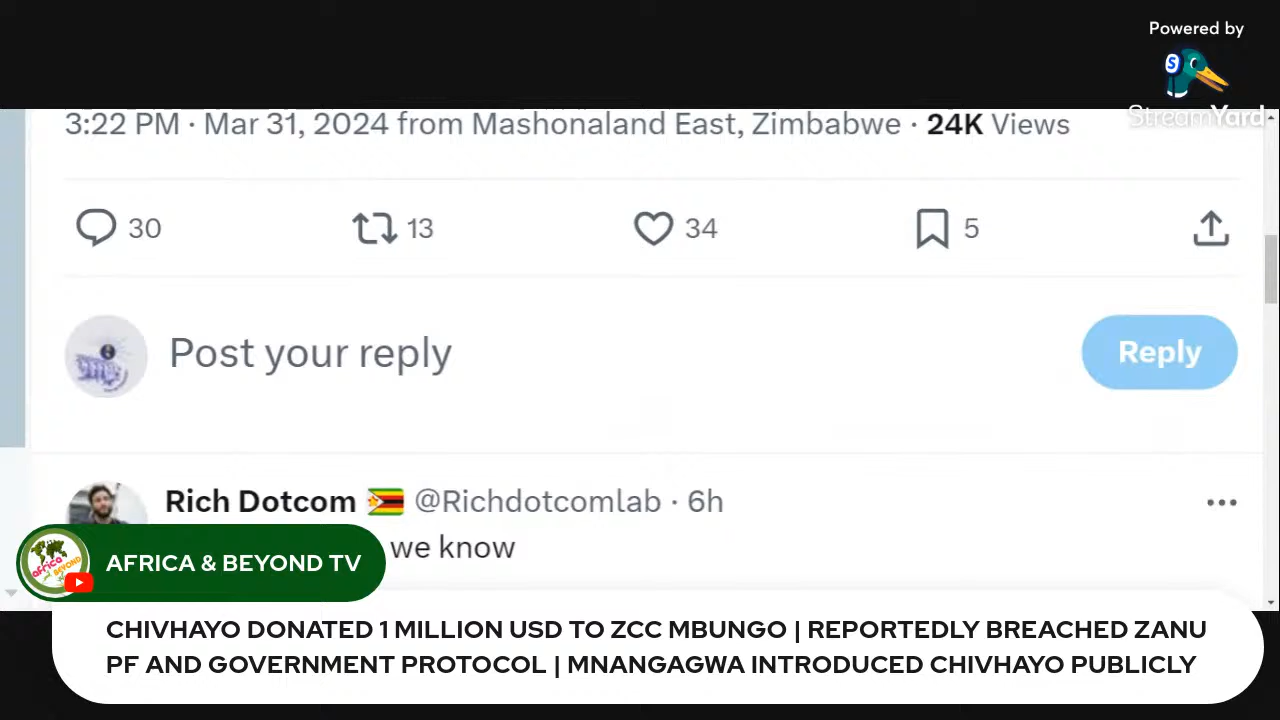 Powered by
StreamYard
3:22 PM · Mar 31, 2024 from Mashonaland East, Zimbabwe · 24K Views
30 13 34 5
Post your reply
Reply
Rich Dotcom 🇿🇼 @Richdotcomlab · 6h
we know
africa
BEYOND
AFRICA & BEYOND TV
CHIVHAYO DONATED 1 MILLION USD TO ZCC MBUNGO | REPORTEDLY BREACHED ZANU
PF AND GOVERNMENT PROTOCOL | MNANGAGWA INTRODUCED CHIVHAYO PUBLICLY